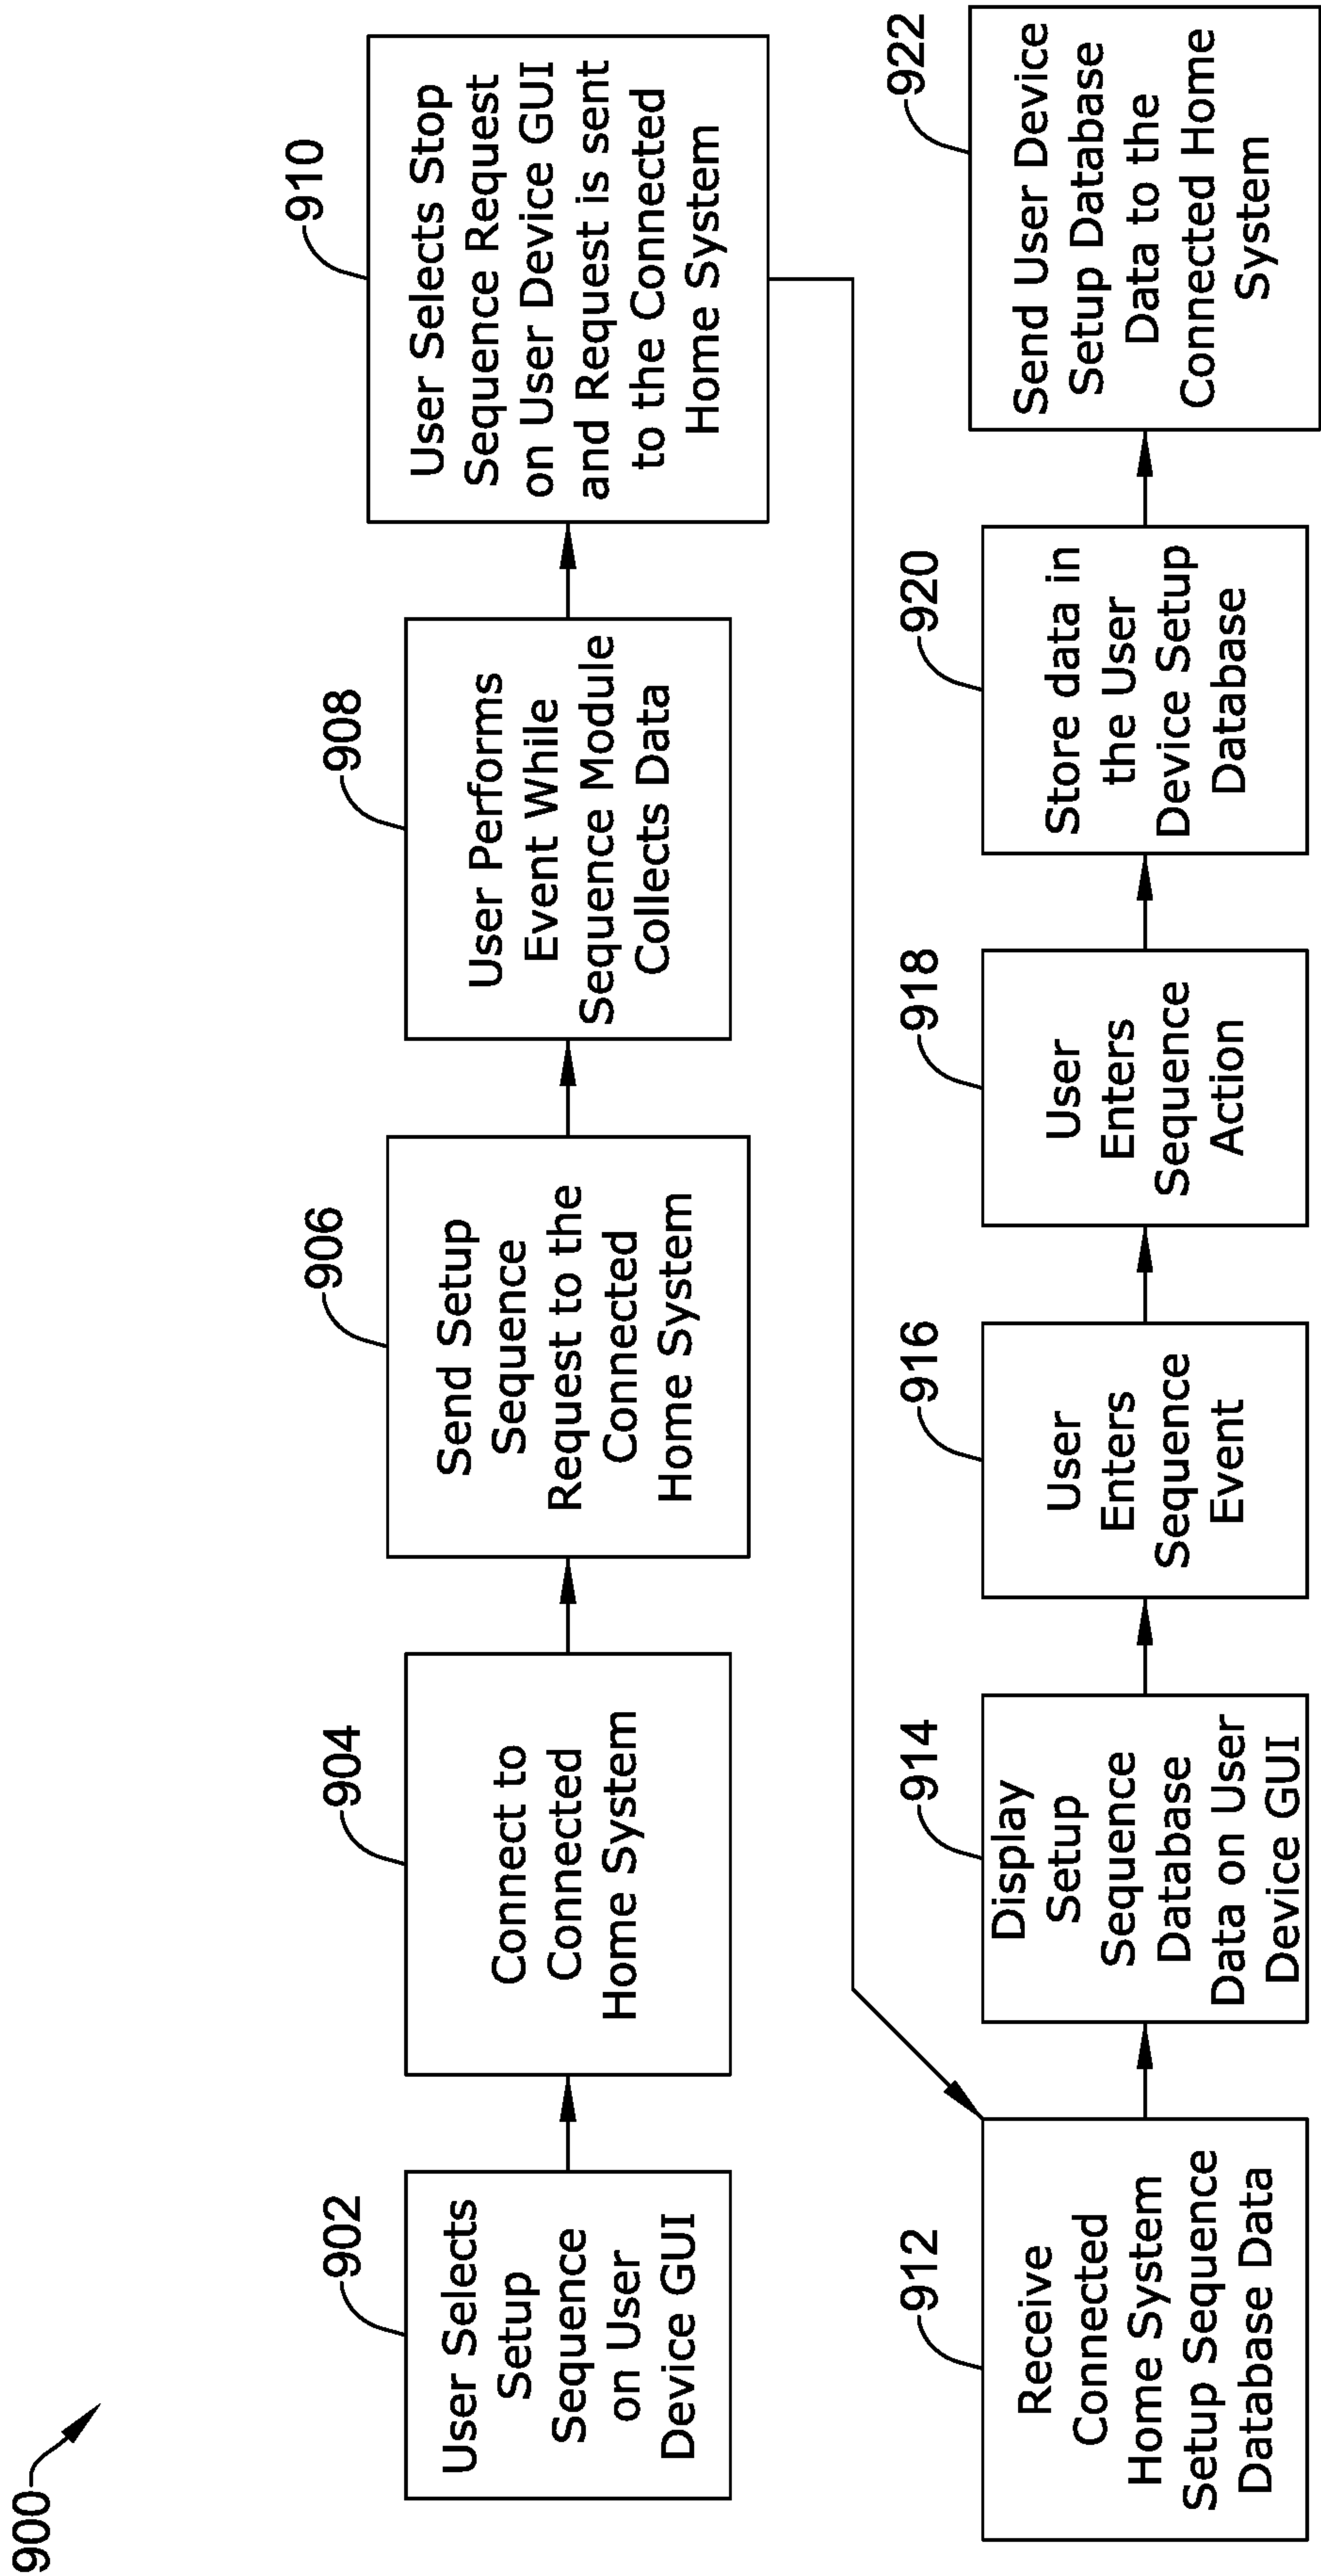 900
902
User Selects
Setup
Sequence
on User
Device GUI
904
Connect to
Connected
Home System
906
Send Setup
Sequence
Request to the
Connected
Home System
908
User Performs
Event While
Sequence Module
Collects Data
910
User Selects Stop
Sequence Request
on User Device GUI
and Request is sent
to the Connected
Home System
912
Receive
Connected
Home System
Setup Sequence
Database Data
914
Display
Setup
Sequence
Database
Data on User
Device GUI
916
User
Enters
Sequence
Event
918
User
Enters
Sequence
Action
920
Store data in
the User
Device Setup
Database
922
Send User Device
Setup Database
Data to the
Connected Home
System